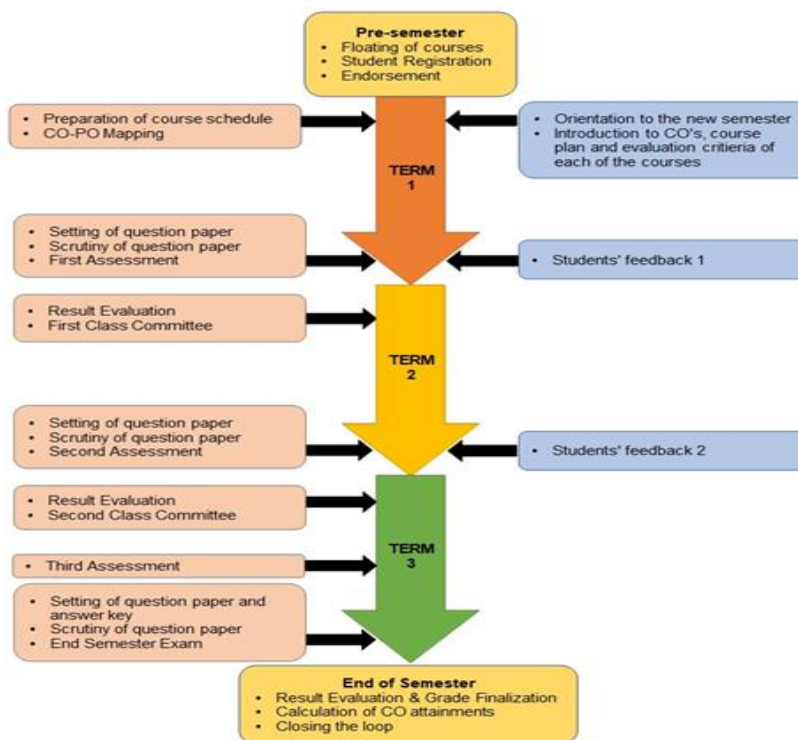 Pre-semester
• Floating of courses
• Student Registration
• Endorsement
• Preparation of course schedule
• CO-PO Mapping
• Orientation to the new semester
• Introduction to CO's, course
plan and evaluation critieria of
each of the courses
TERM
1
• Setting of question paper
• Scrutiny of question paper
• First Assessment
• Students' feedback 1
• Result Evaluation
• First Class Committee
TERM
2
• Setting of question paper
• Scrutiny of question paper
• Second Assessment
• Students' feedback 2
• Result Evaluation
• Second Class Committee
TERM
3
• Third Assessment
• Setting of question paper and
answer key
• Scrutiny of question paper
• End Semester Exam
End of Semester
• Result Evaluation & Grade Finalization
• Calculation of CO attainments
• Closing the loop